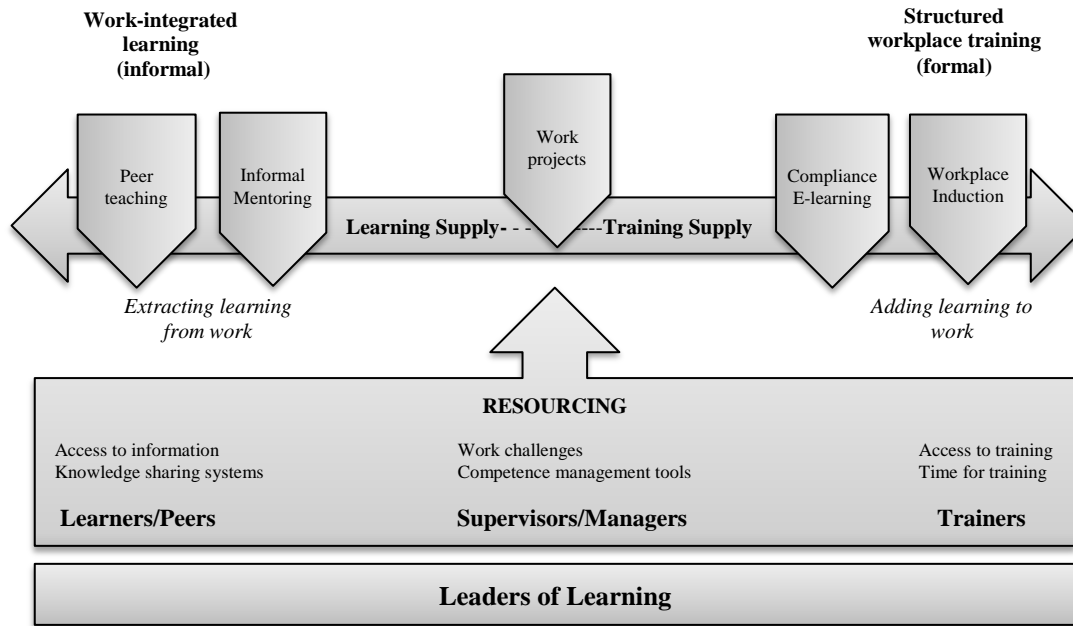 Work-integrated
learning
(informal)
Structured
workplace training
(formal)
Peer
teaching
Informal
Mentoring
Work
projects
Compliance
E-learning
Workplace
Induction
Learning Supply- - - ----Training Supply
Extracting learning
from work
Adding learning to
work
RESOURCING
Access to information
Knowledge sharing systems
Work challenges
Competence management tools
Access to training
Time for training
Learners/Peers
Supervisors/Managers
Trainers
Leaders of Learning